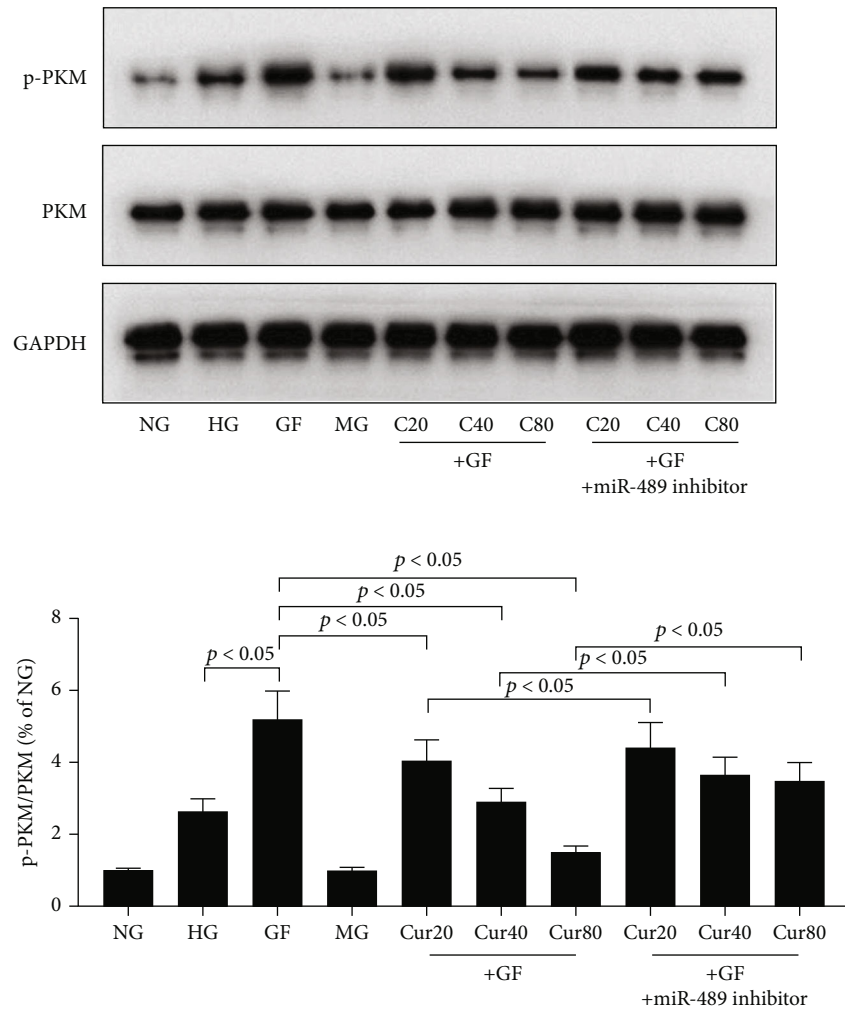 p-PKM
PKM
GAPDH
NG HG GF MG C20 C40 C80 C20 C40 C80
+GF +GF
+miR-489 inhibitor
p < 0.05
p < 0.05
p < 0.05
p < 0.05
p < 0.05
p < 0.05
p < 0.05
p-PKM/PKM (% of NG)
8
6
4
2
0
NG HG GF MG Cur20 Cur40 Cur80 Cur20 Cur40 Cur80
+GF +GF
+miR-489 inhibitor